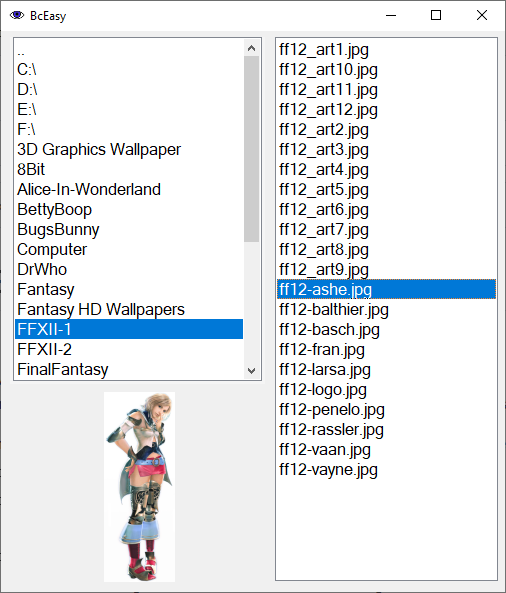 BcEasy
..
C:\
D:\
E:\
F:\
3D Graphics Wallpaper
8Bit
Alice-In-Wonderland
BettyBoop
BugsBunny
Computer
DrWho
Fantasy
Fantasy HD Wallpapers
FFXII-1
FFXII-2
FinalFantasy
ff12_art1.jpg
ff12_art10.jpg
ff12_art11.jpg
ff12_art12.jpg
ff12_art2.jpg
ff12_art3.jpg
ff12_art4.jpg
ff12_art5.jpg
ff12_art6.jpg
ff12_art7.jpg
ff12_art8.jpg
ff12_art9.jpg
ff12-ashe.jpg
ff12-balthier.jpg
ff12-basch.jpg
ff12-fran.jpg
ff12-larsa.jpg
ff12-logo.jpg
ff12-penelo.jpg
ff12-rassler.jpg
ff12-vaan.jpg
ff12-vayne.jpg